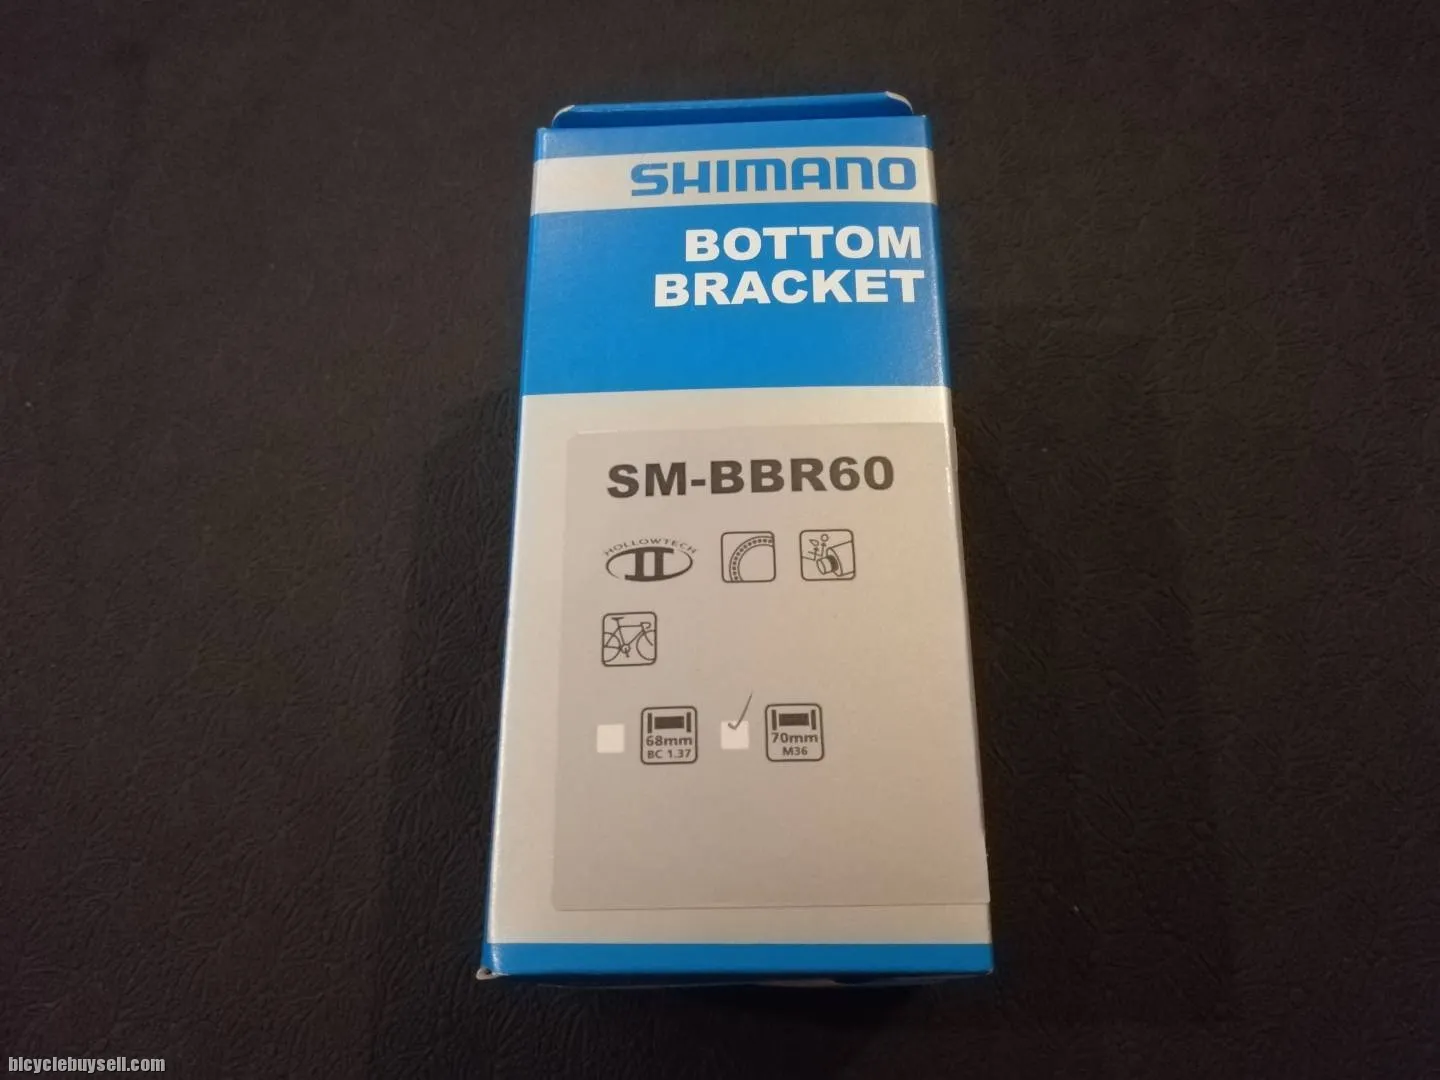 SHIMANO
BOTTOM
BRACKET
SM-BBR60
HOLLOWTECH
II
68mm
BC 1.37
70mm
M36
bicyclebuysell.com